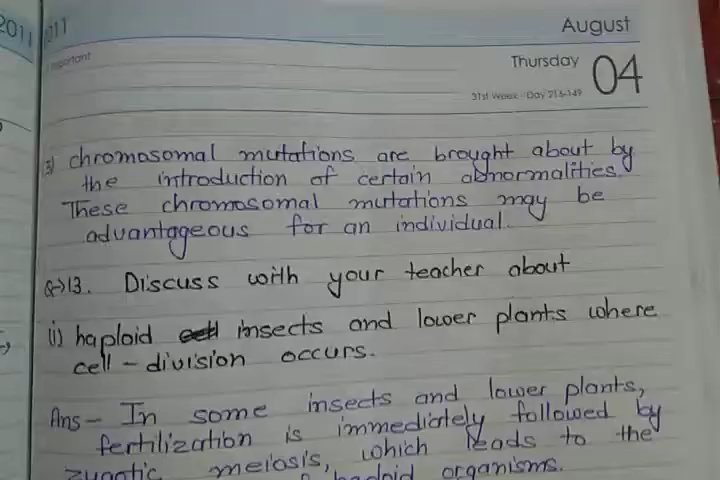 2011
011
August
Important
Thursday
04
31st Week - Day 216-149
3) chromosomal mutations are brought about by
the introduction of certain abnormalities.
These chromosomal mutations may be
advantageous for an individual.
Q→13. Discuss with your teacher about
(i) haploid insects and lower plants where
cell-division occurs.
Ans- In some insects and lower plants,
fertilization is immediately followed by
zygotic meiosis, which leads to the
haploid organisms.